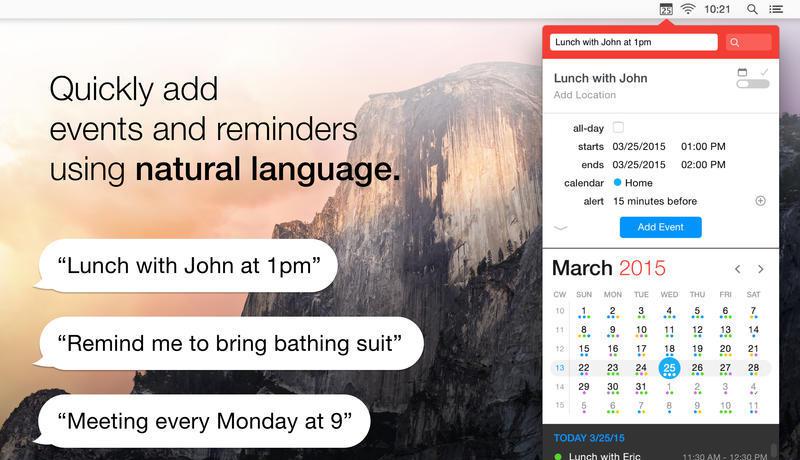 25 10:21
Lunch with John at 1pm
Quickly add
events and reminders
using natural language.
“Lunch with John at 1pm”
“Remind me to bring bathing suit”
“Meeting every Monday at 9”
Lunch with John
Add Location
all-day
starts 03/25/2015 01:00 PM
ends 03/25/2015 02:00 PM
calendar Home
alert 15 minutes before
Add Event
March 2015
CW SUN MON TUE WED THU FRI SAT
10 1 2 3 4 5 6 7
11 8 9 10 11 12 13 14
12 15 16 17 18 19 20 21
13 22 23 24 25 26 27 28
14 29 30 31 1 2 3 4
15 5 6 7 8 9 10 11
TODAY 3/25/15
Lunch with Eric 11:30 AM - 12:30 PM